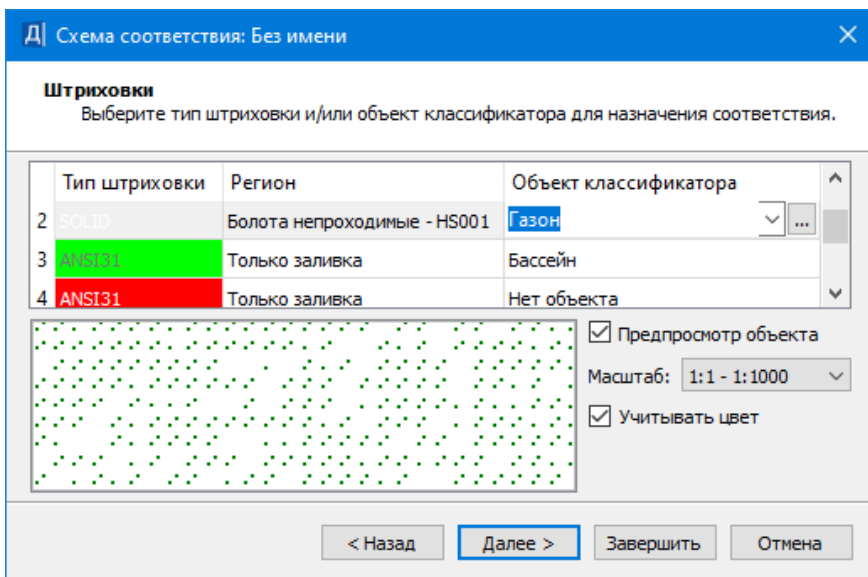 Д Схема соответствия: Без имени
Штриховки
Выберите тип штриховки и/или объект классификатора для назначения соответствия.
Тип штриховки Регион Объект классификатора
2 SOLID Болота непроходимые - HS001 Газон ...
3 ANSI31 Только заливка Бассейн
4 ANSI31 Только заливка Нет объекта
Предпросмотр объекта
Масштаб: 1:1 - 1:1000
Учитывать цвет
< Назад Далее > Завершить Отмена